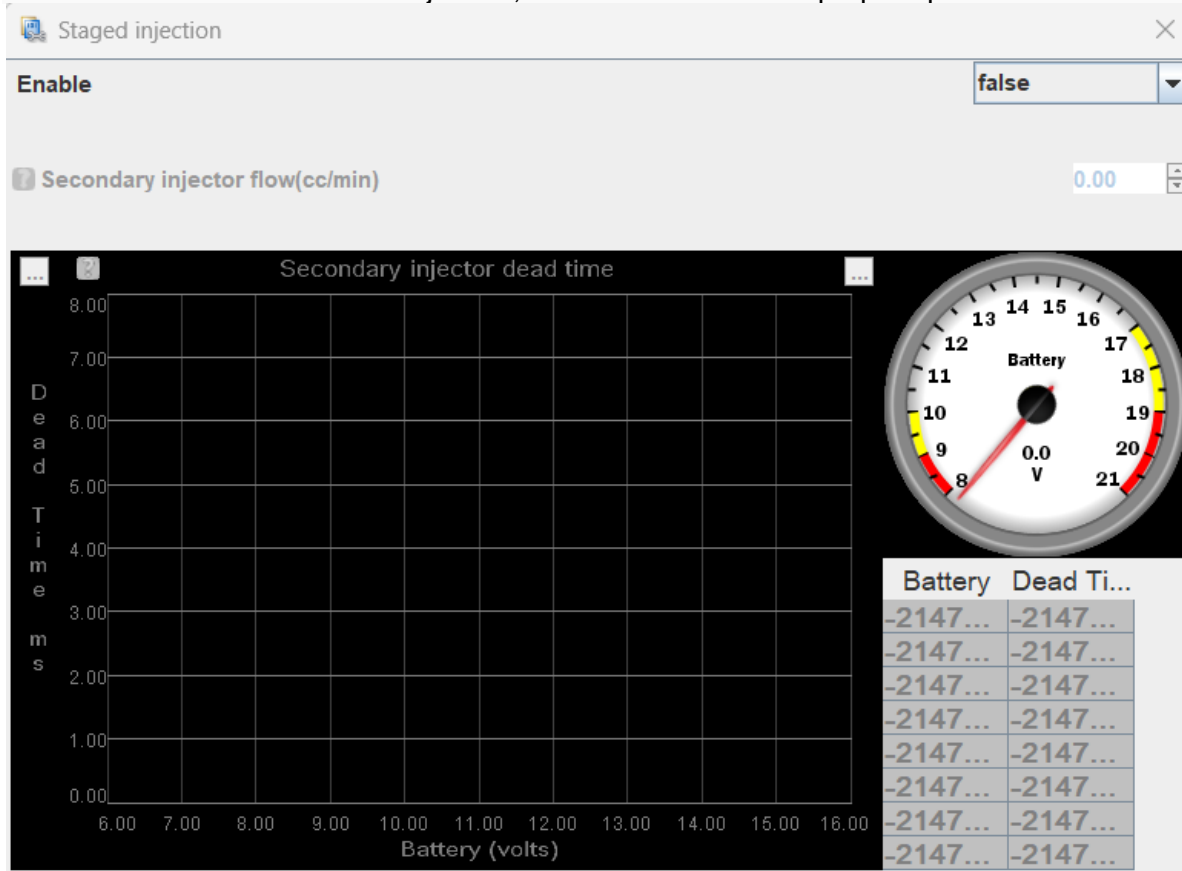 Staged injection
Enable
false
Secondary injector flow(cc/min)
0.00
... ? Secondary injector dead time ...
8.00
7.00
6.00
5.00
4.00
3.00
2.00
1.00
0.00
Dead Time ms
6.00 7.00 8.00 9.00 10.00 11.00 12.00 13.00 14.00 15.00 16.00
Battery (volts)
8 9 10 11 12 13 14 15 16 17 18 19 20 21
Battery
0.0
V
Battery Dead Ti...
-2147... -2147...
-2147... -2147...
-2147... -2147...
-2147... -2147...
-2147... -2147...
-2147... -2147...
-2147... -2147...
-2147... -2147...